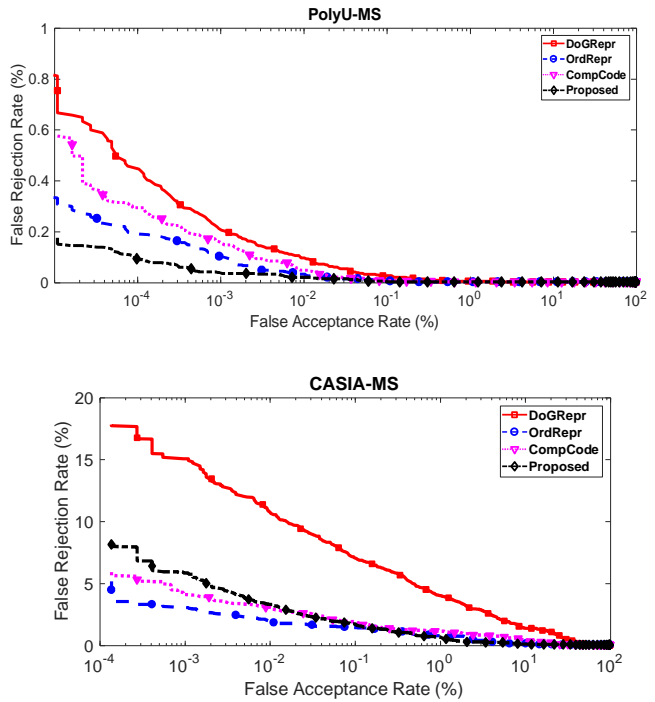 PolyU-MS
1
0.8
0.6
0.4
0.2
0
False Rejection Rate (%)
DoGRepr
OrdRepr
CompCode
Proposed
10^-4 10^-3 10^-2 10^-1 10^0 10^1 10^2
False Acceptance Rate (%)
CASIA-MS
20
15
10
5
0
False Rejection Rate (%)
DoGRepr
OrdRepr
CompCode
Proposed
10^-4 10^-3 10^-2 10^-1 10^0 10^1 10^2
False Acceptance Rate (%)